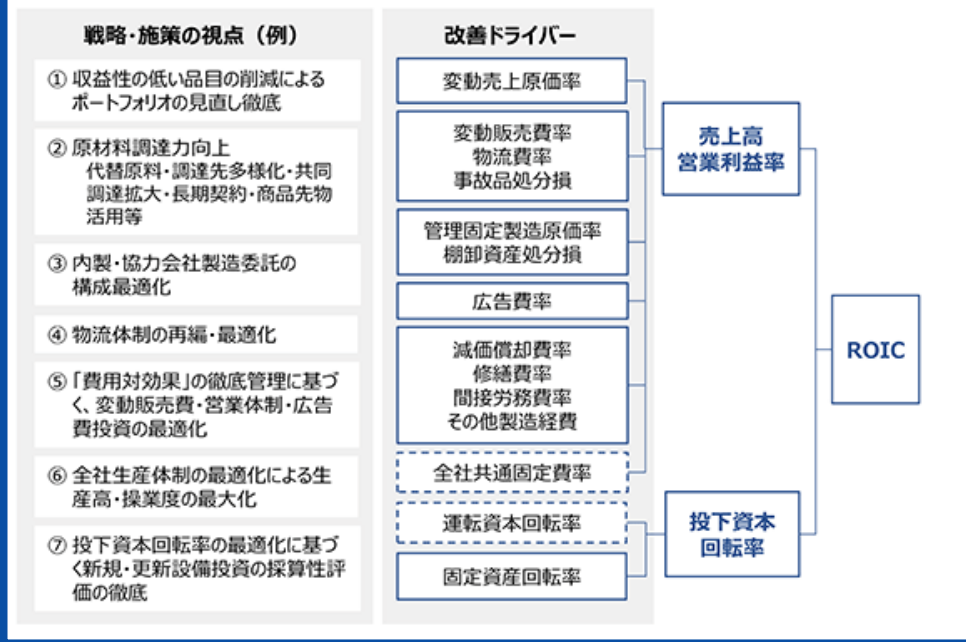 戦略・施策の視点（例）
① 収益性の低い品目の削減による
ポートフォリオの見直し徹底
② 原材料調達力向上
代替原料・調達先多様化・共同
調達拡大・長期契約・商品先物
活用等
③ 内製・協力会社製造委託の
構成最適化
④ 物流体制の再編・最適化
⑤ 「費用対効果」の徹底管理に基づ
く、変動販売費・営業体制・広告
費投資の最適化
⑥ 全社生産体制の最適化による生
産高・操業度の最大化
⑦ 投下資本回転率の最適化に基づ
く新規・更新設備投資の採算性評
価の徹底
改善ドライバー
変動売上原価率
変動販売費率
物流費率
事故品処分損
管理固定製造原価率
棚卸資産処分損
広告費率
減価償却費率
修繕費率
間接労務費率
その他製造経費
全社共通固定費率
運転資本回転率
固定資産回転率
売上高
営業利益率
投下資本
回転率
ROIC